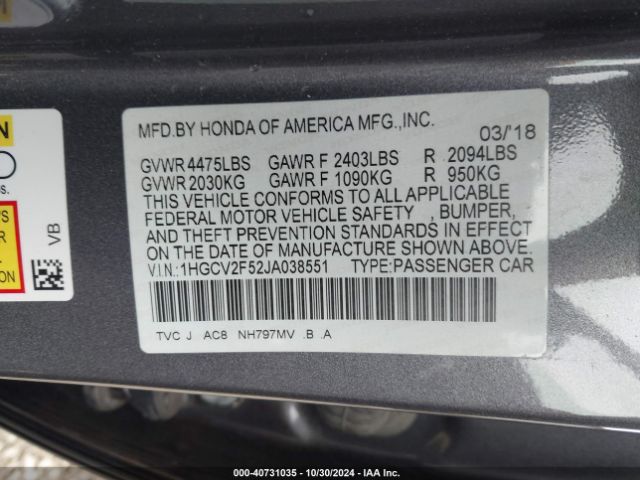 MFD.BY HONDA OF AMERICA MFG.,INC.
03/'18
GVWR 4475LBS GAWR F 2403LBS R 2094LBS
GVWR 2030KG GAWR F 1090KG R 950KG
THIS VEHICLE CONFORMS TO ALL APPLICABLE
FEDERAL MOTOR VEHICLE SAFETY , BUMPER,
AND THEFT PREVENTION STANDARDS IN EFFECT
ON THE DATE OF MANUFACTURE SHOWN ABOVE.
V.I.N.:1HGCV2F52JA038551 TYPE:PASSENGER CAR
TVC J AC8 NH797MV .B .A
VB
000-40731035 | 10/30/2024 | IAA Inc.